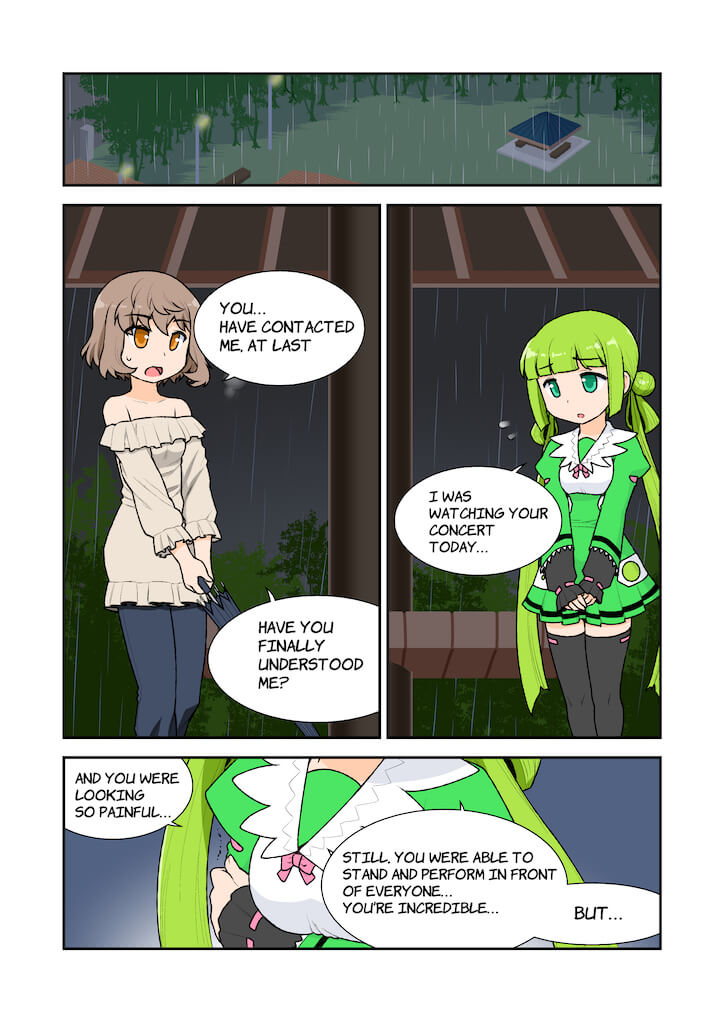 YOU...
HAVE CONTACTED
ME, AT LAST
HAVE YOU
FINALLY
UNDERSTOOD
ME?
I WAS
WATCHING YOUR
CONCERT
TODAY...
AND YOU WERE
LOOKING
SO PAINFUL...
STILL, YOU WERE ABLE TO
STAND AND PERFORM IN FRONT
OF EVERYONE...
YOU'RE INCREDIBLE...
BUT...